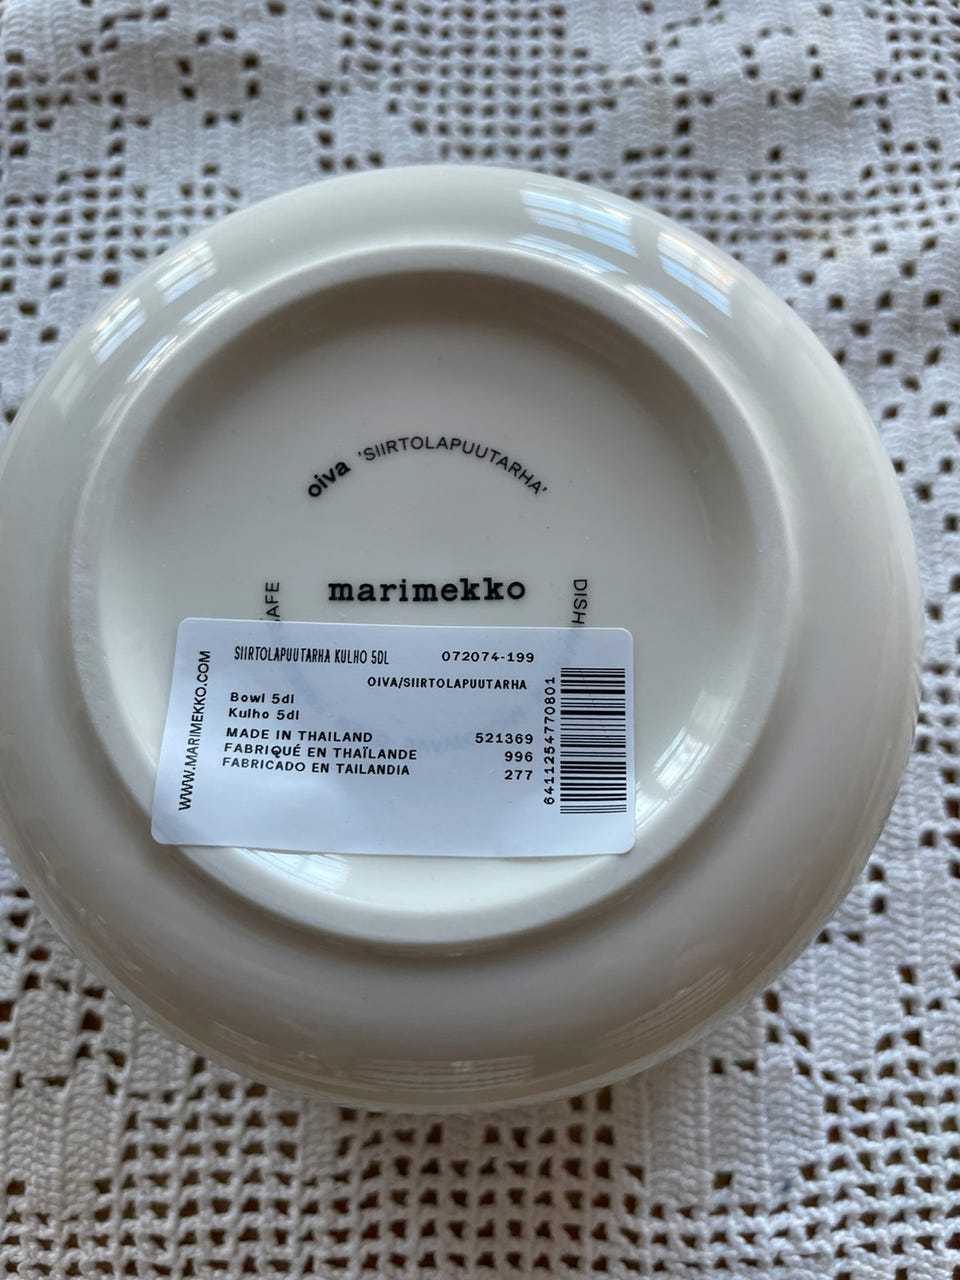 oiva 'SIIRTOLAPUUTARHA'
marimekko
DISH
SIIRTOLAPUUTARHA KULHO 5DL 072074-199
OIVA/SIIRTOLAPUUTARHA
Bowl 5dl
Kulho 5dl
MADE IN THAILAND 521369
FABRIQUÉ EN THAÏLANDE 996
FABRICADO EN TAILANDIA 277
WWW.MARIMEKKO.COM
6411254770801